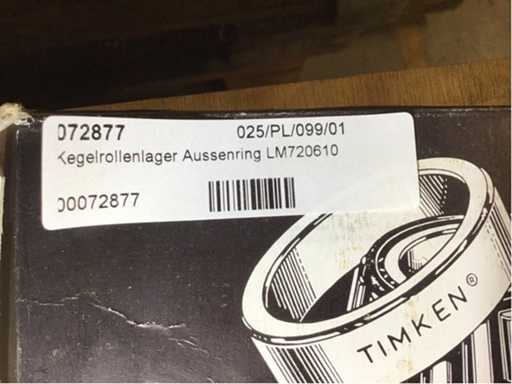 072877 025/PL/099/01
Kegelrollenlager Aussenring LM720610
00072877
TIMKEN®